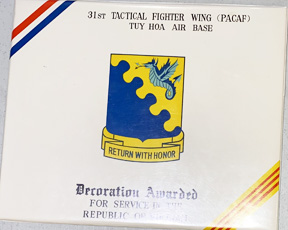 31ST TACTICAL FIGHTER WING (PACAF)
TUY HOA AIR BASE
RETURN WITH HONOR
Decoration Awarded
FOR SERVICE IN THE
REPUBLIC OF